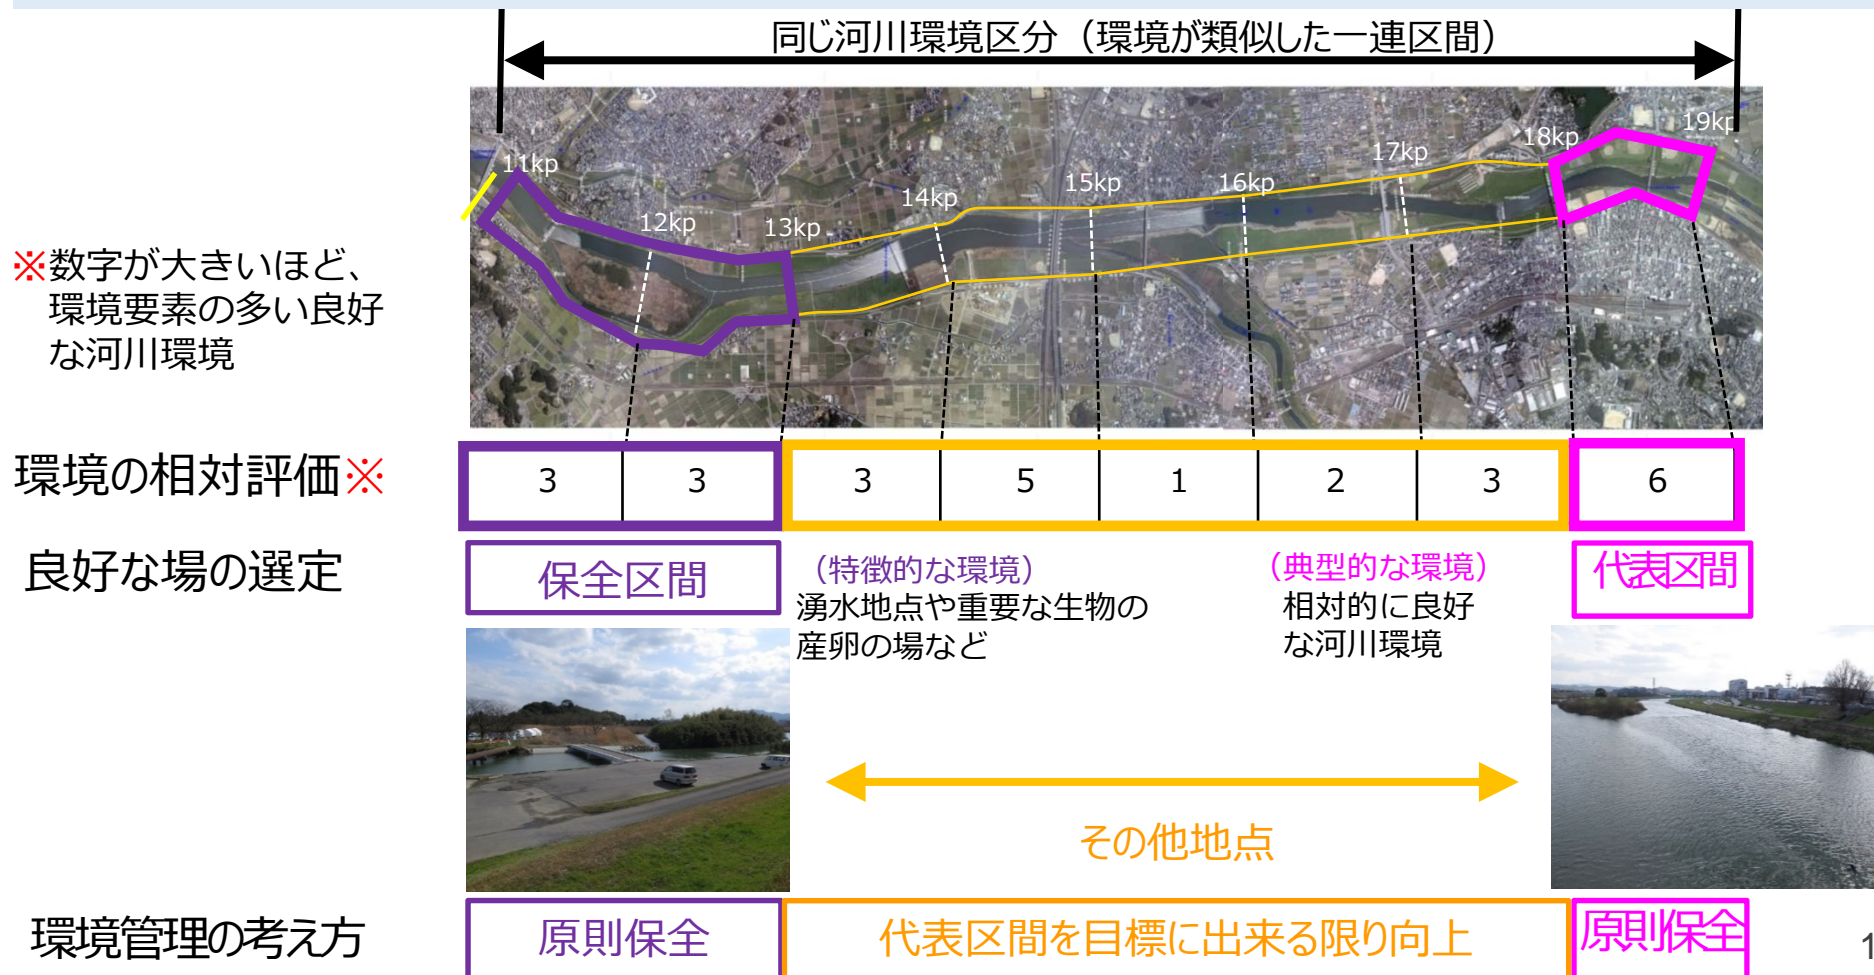 同じ河川環境区分（環境が類似した一連区間）
11kp
12kp
13kp
14kp
15kp
16kp
17kp
18kp
19kp
※数字が大きいほど、
環境要素の多い良好
な河川環境
環境の相対評価※
3 3 3 5 1 2 3 6
良好な場の選定
保全区間
（特徴的な環境）
湧水地点や重要な生物の
産卵の場など
（典型的な環境）
相対的に良好
な河川環境
代表区間
その他地点
環境管理の考え方
原則保全
代表区間を目標に出来る限り向上
原則保全
1